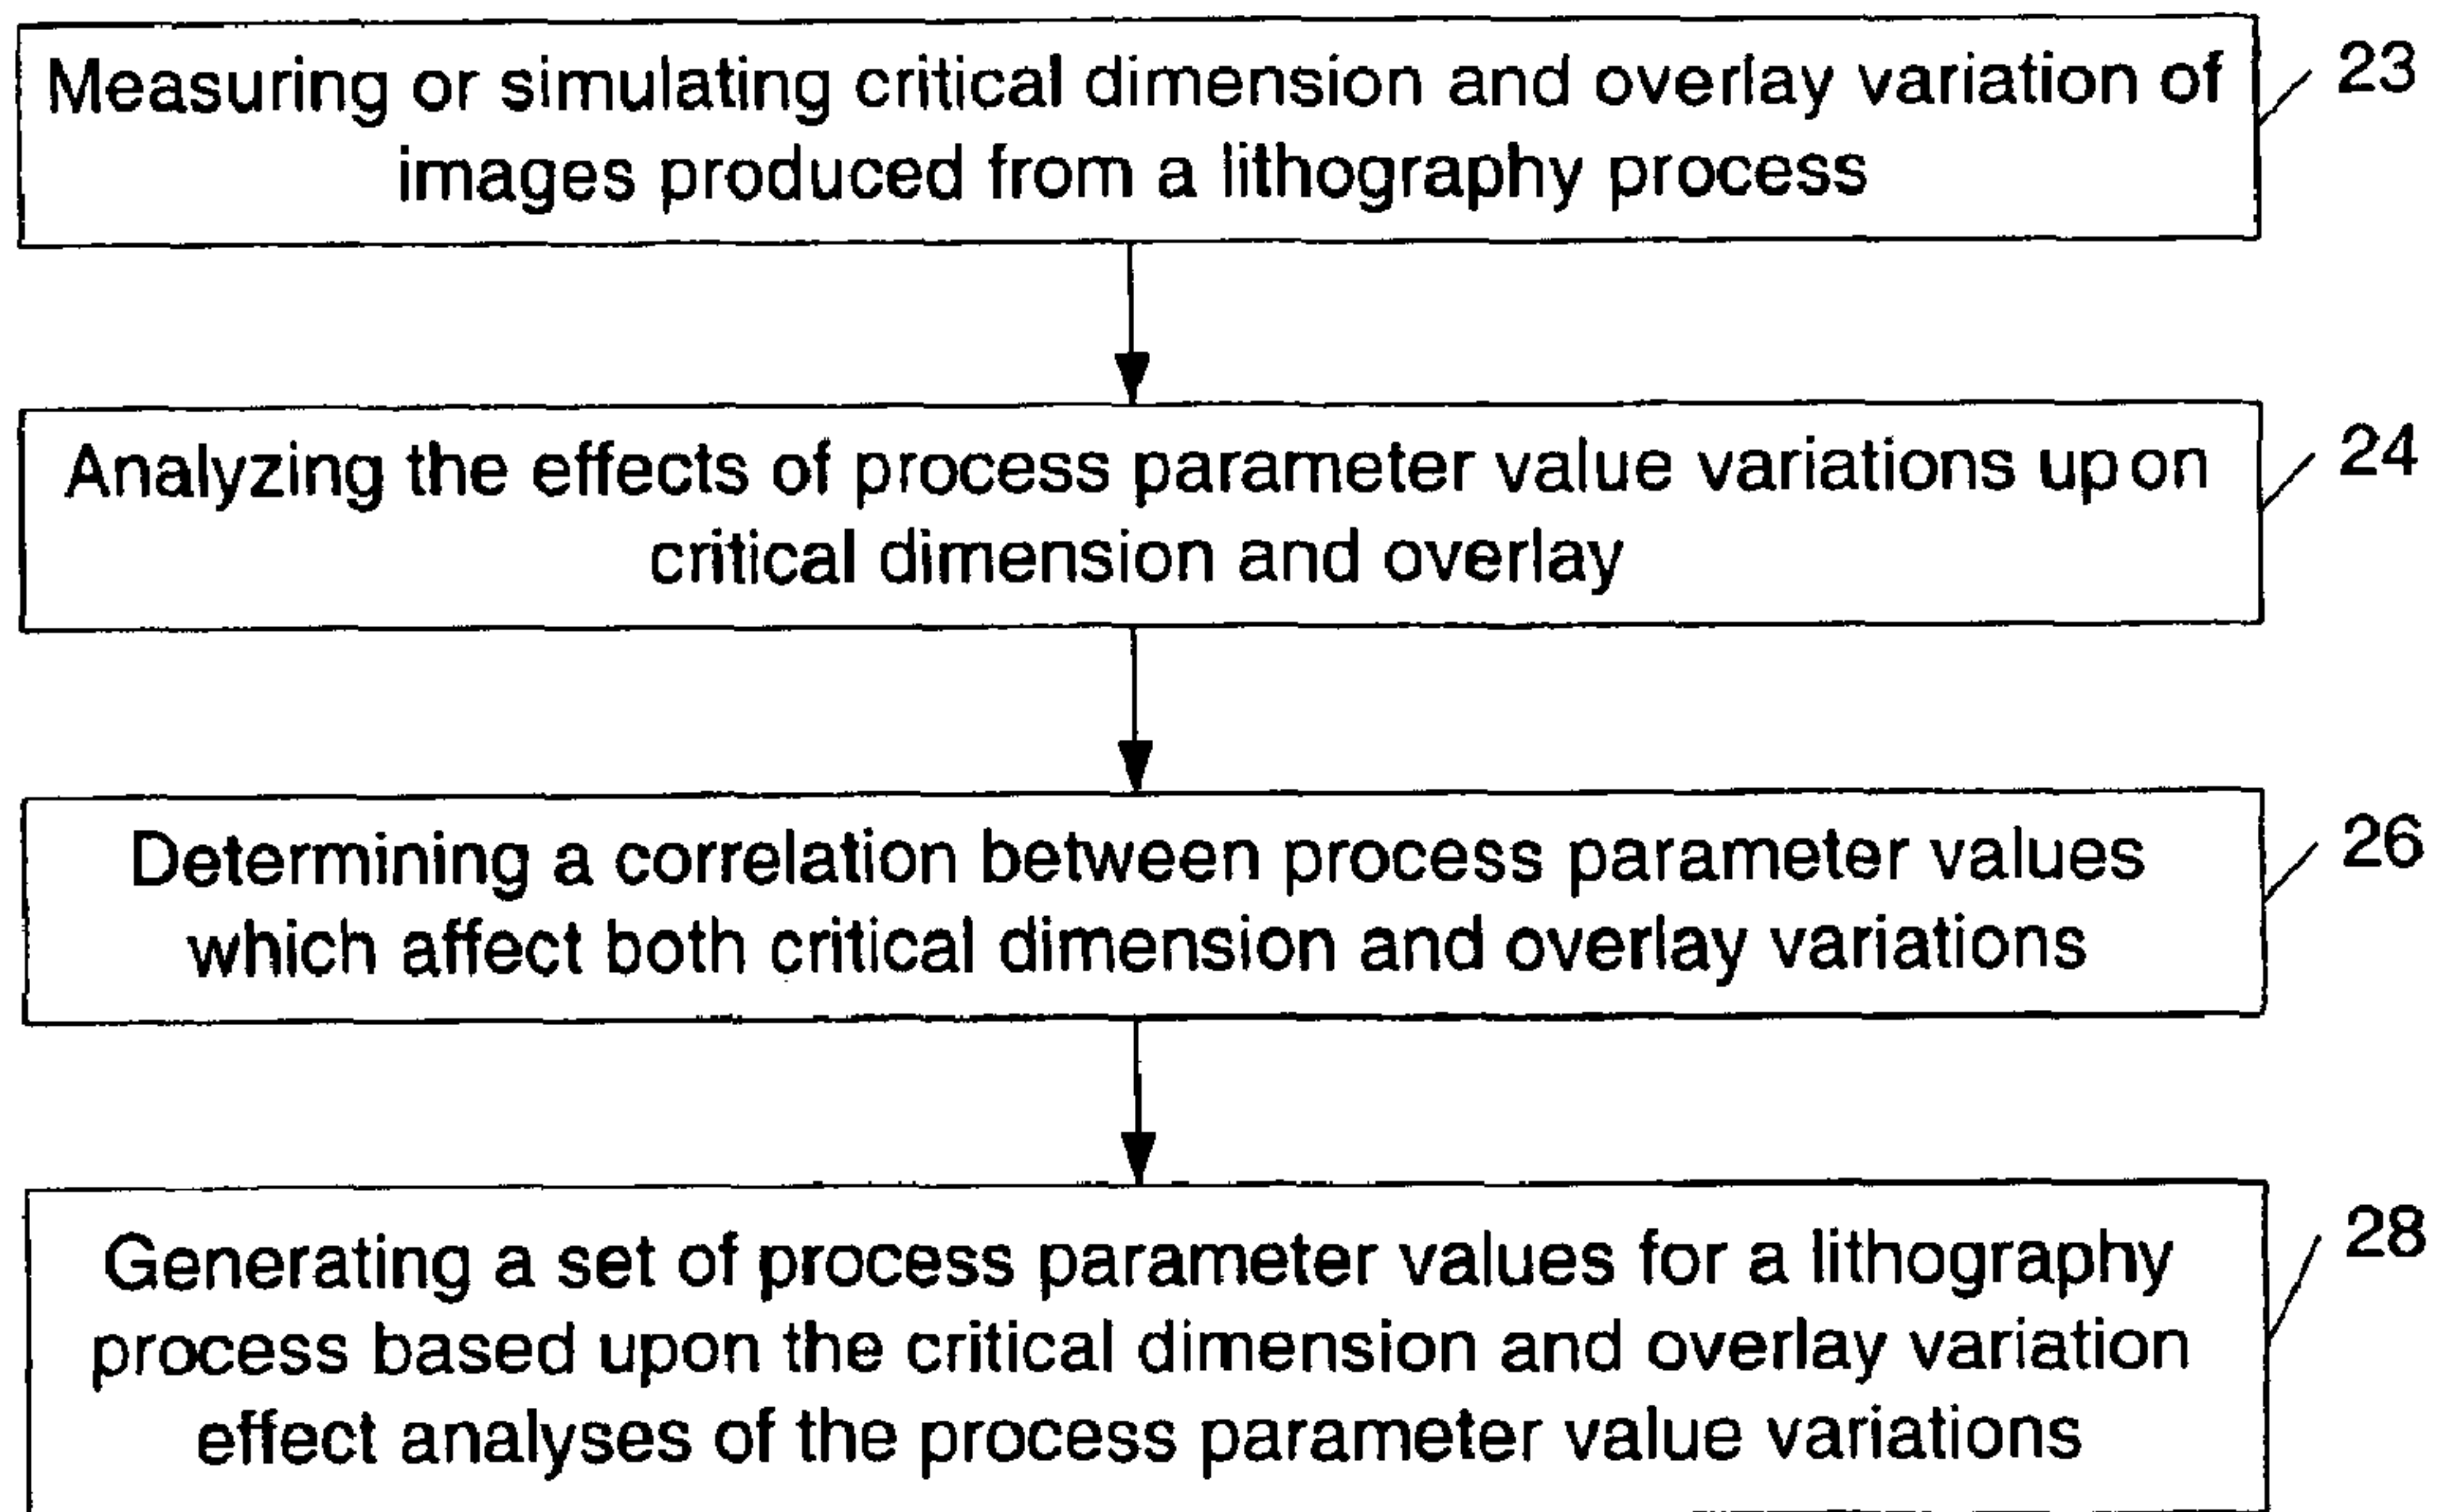 Measuring or simulating critical dimension and overlay variation of
images produced from a lithography process
23
Analyzing the effects of process parameter value variations upon
critical dimension and overlay
24
Determining a correlation between process parameter values
which affect both critical dimension and overlay variations
26
Generating a set of process parameter values for a lithography
process based upon the critical dimension and overlay variation
effect analyses of the process parameter value variations
28